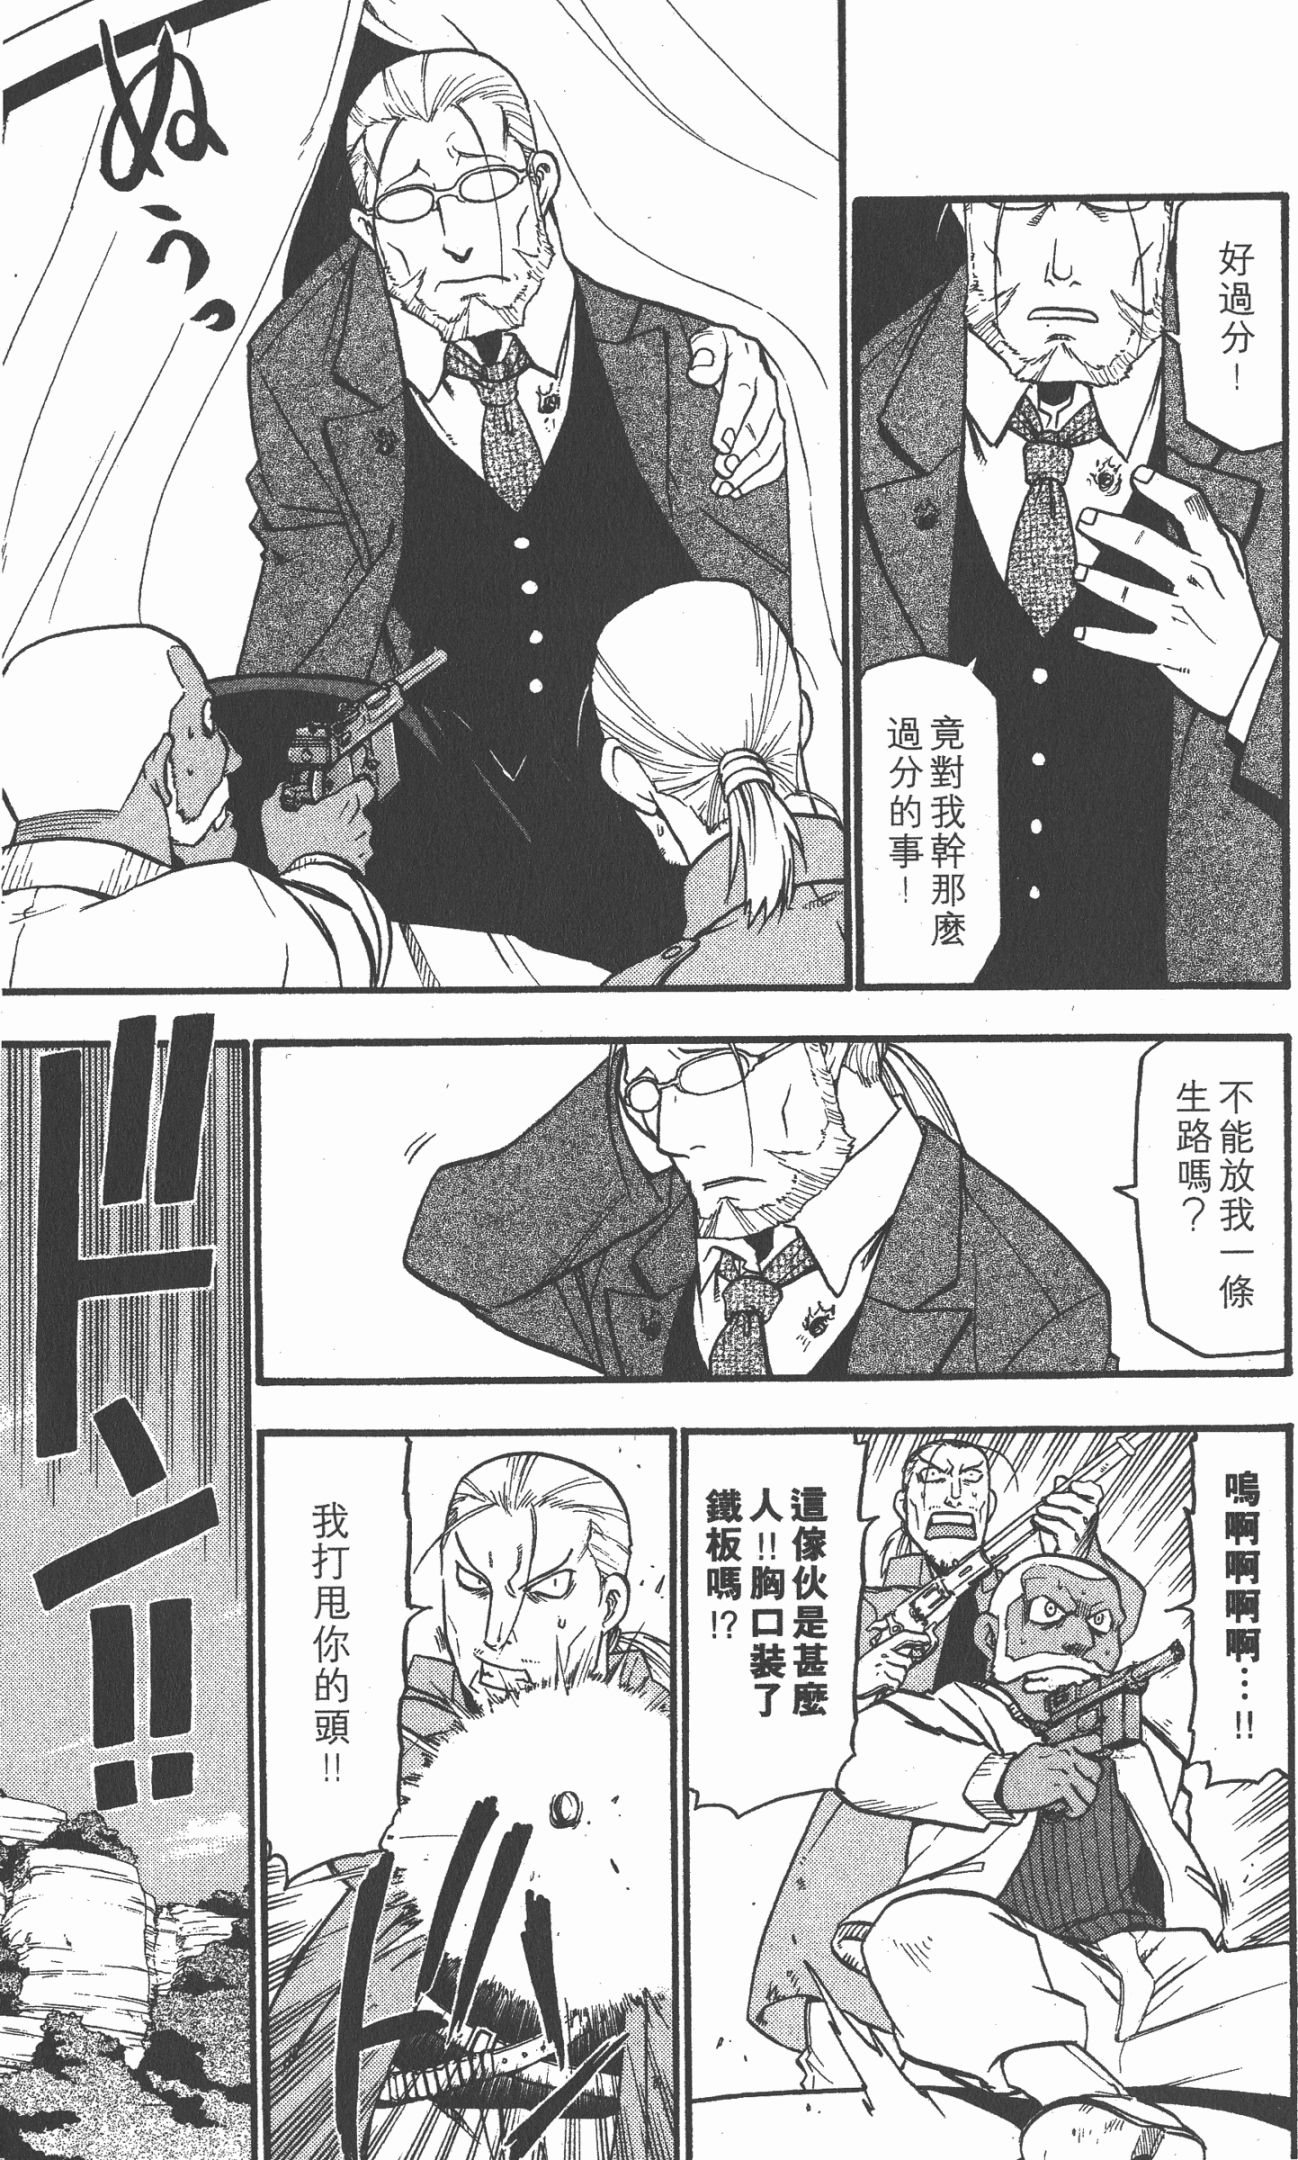 好過分！
竟對我幹那麼
過分的事！
ぬぅっ
不能放我一條
生路嗎？
嗚啊啊啊啊…!!
這傢伙是甚麼
人!!胸口裝了
鐵板嗎!?
我打甩你的頭!!
ドンッ
ドン!!